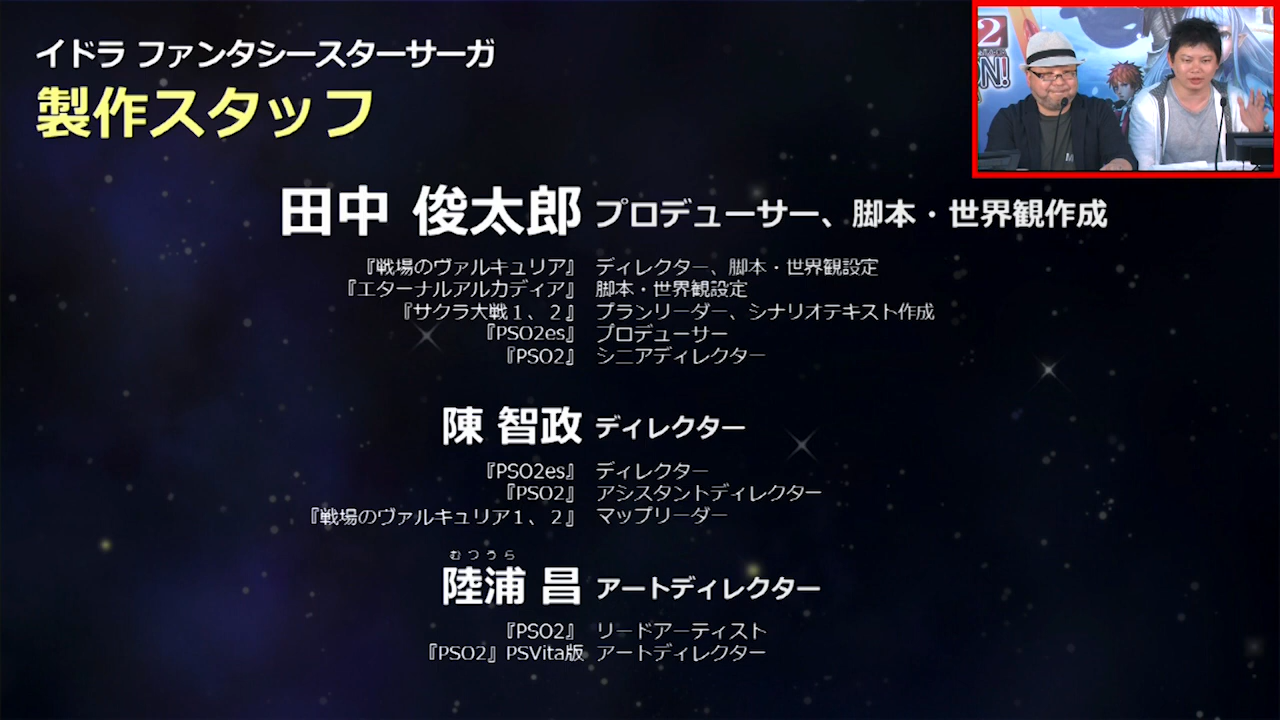 イドラ ファンタシースターサーガ
製作スタッフ
2
ON!
田中 俊太郎 プロデューサー、脚本・世界観作成
『戦場のヴァルキュリア』 ディレクター、脚本・世界観設定
『エターナルアルカディア』 脚本・世界観設定
『サクラ大戦１、２』 プランリーダー、シナリオテキスト作成
『PSO2es』 プロデューサー
『PSO2』 シニアディレクター
陳 智政 ディレクター
『PSO2es』 ディレクター
『PSO2』 アシスタントディレクター
『戦場のヴァルキュリア１、２』 マップリーダー
むつうら
陸浦 昌 アートディレクター
『PSO2』 リードアーティスト
『PSO2』PSVita版 アートディレクター